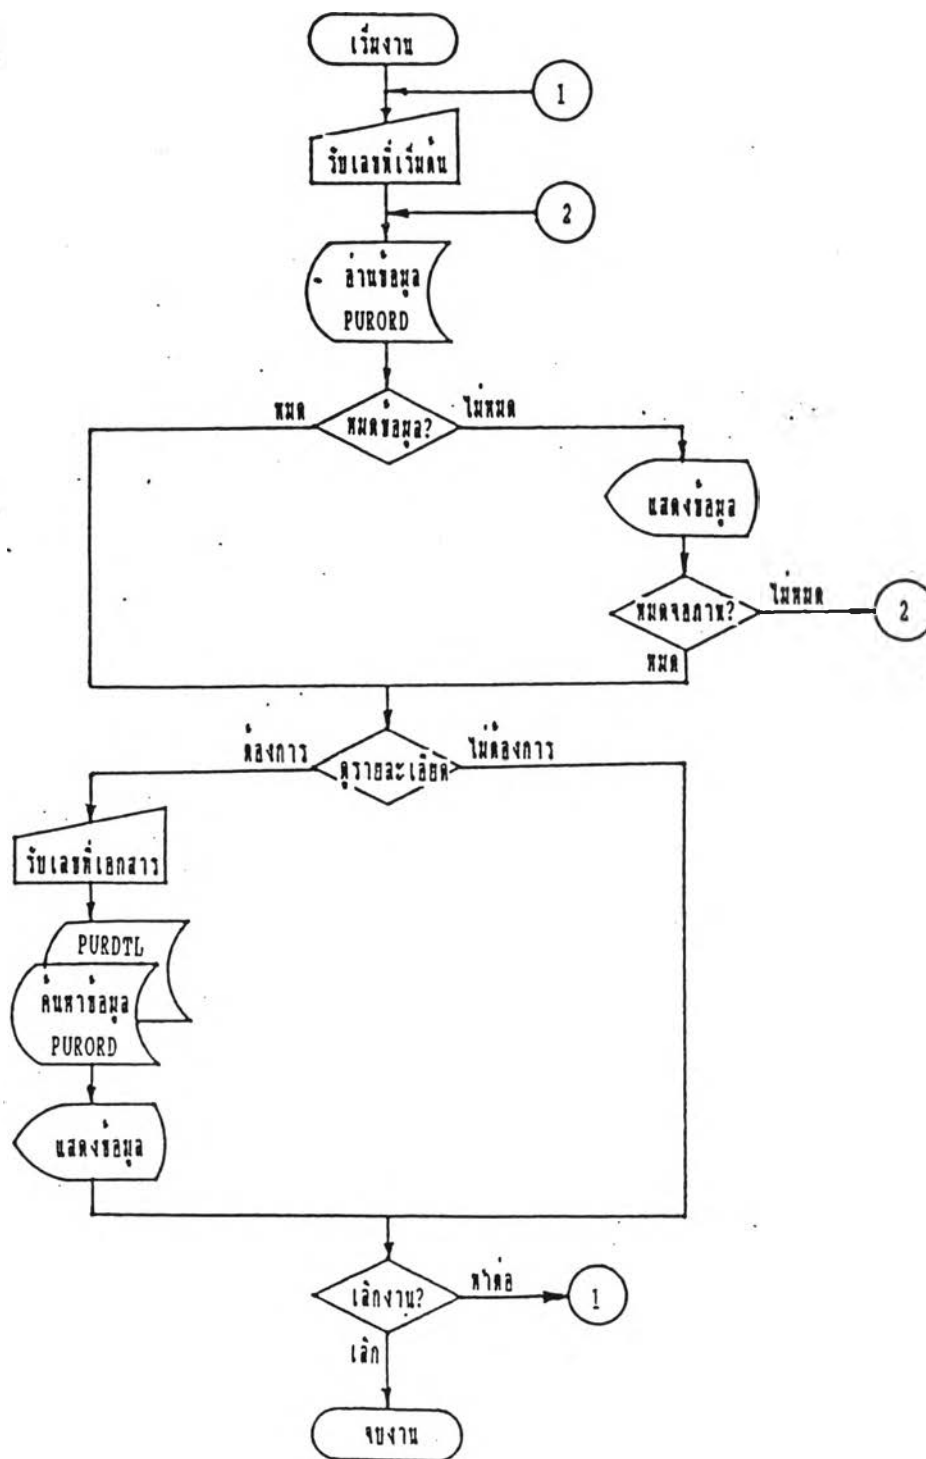 เริ่มงาน
1
รับเลขที่เริ่มต้น
2
อ่านข้อมูล
PURORD
หมด
หมดข้อมูล?
ไม่หมด
แสดงข้อมูล
หมดจอภาพ?
ไม่หมด
2
หมด
ต้องการ
ดูรายละเอียด
ไม่ต้องการ
รับเลขที่เอกสาร
PURDTL
ค้นหาข้อมูล
PURORD
แสดงข้อมูล
เลิกงาน?
ทำต่อ
1
เลิก
จบงาน